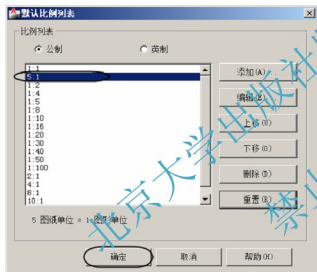 默认比例列表
比例列表
公制 英制
1:1
5:1
1:2
1:4
1:5
1:8
1:10
1:16
1:20
1:30
1:40
1:50
1:100
2:1
4:1
8:1
10:1
添加(A)...
编辑(E)...
上移(U)
下移(O)
删除(D)
重置(R)
5 图纸单位 = 1 图形单位
确定 取消 帮助(H)
北京大学出版社
禁止